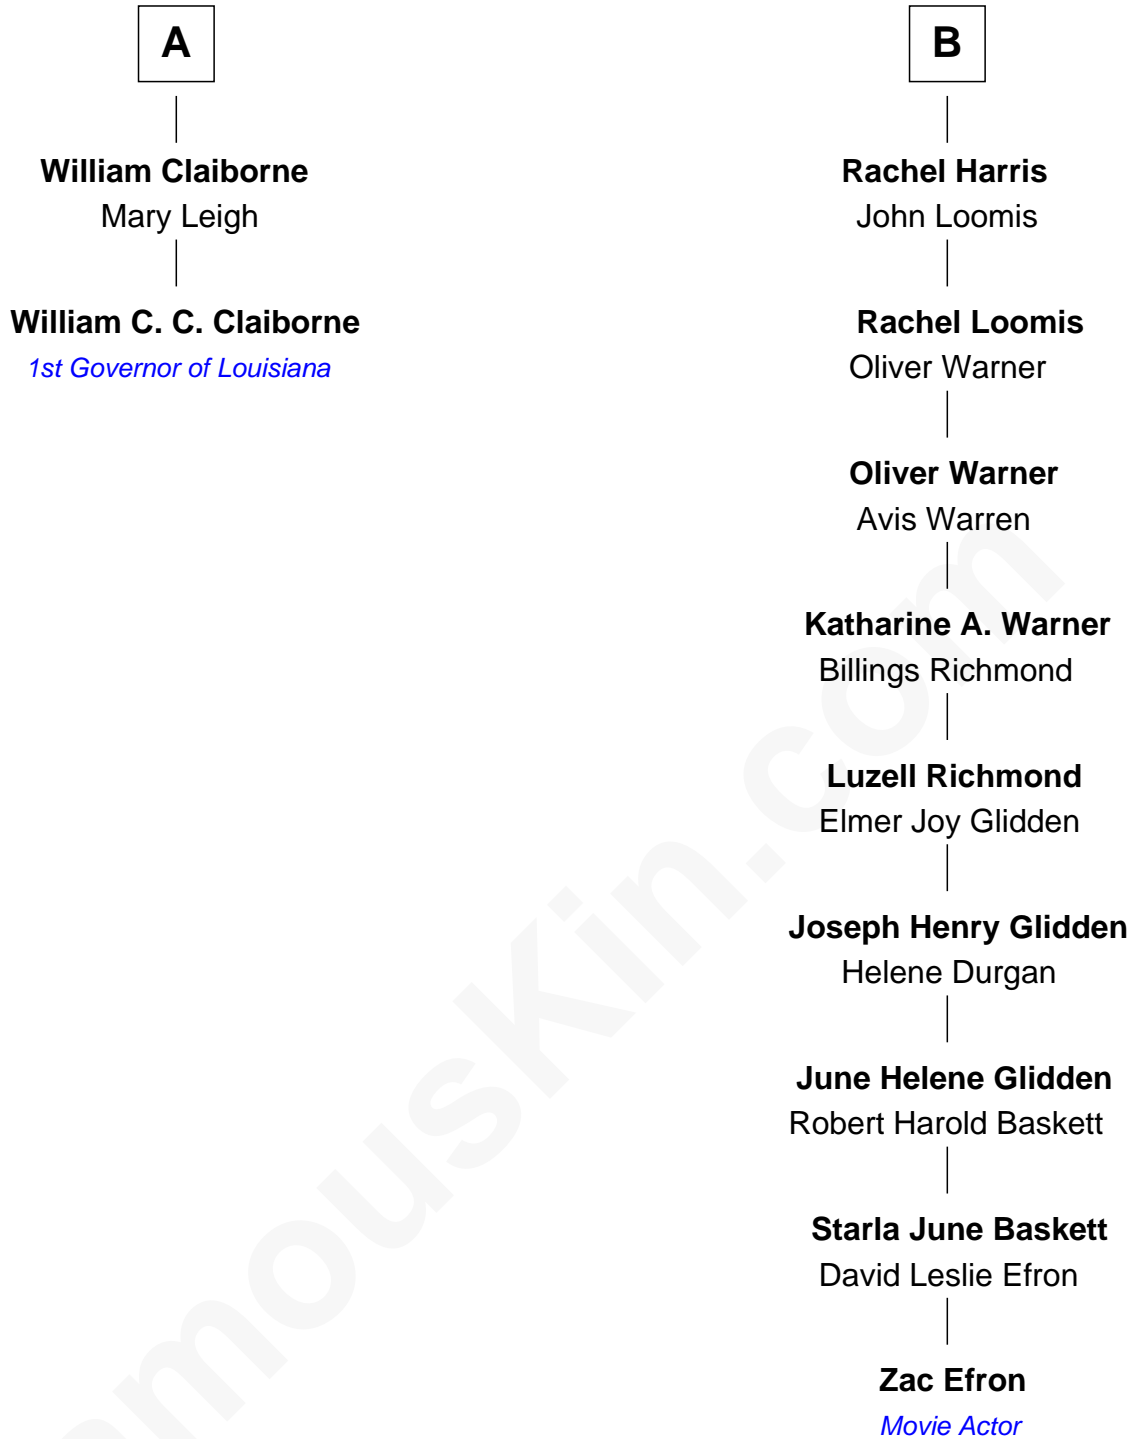 A
William Claiborne
Mary Leigh
William C. C. Claiborne
1st Governor of Louisiana
B
Rachel Harris
John Loomis
Rachel Loomis
Oliver Warner
Oliver Warner
Avis Warren
Katharine A. Warner
Billings Richmond
Luzell Richmond
Elmer Joy Glidden
Joseph Henry Glidden
Helene Durgan
June Helene Glidden
Robert Harold Baskett
Starla June Baskett
David Leslie Efron
Zac Efron
Movie Actor
amouskin.com